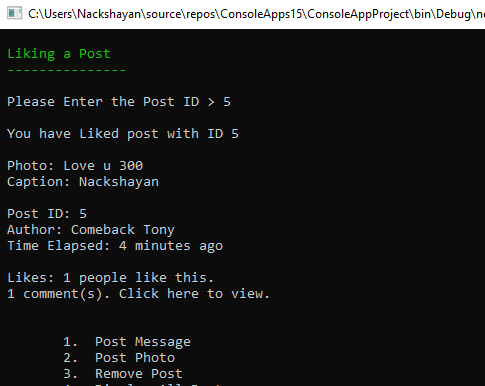 C:\Users\Nackshayan\source\repos\ConsoleApps15\ConsoleAppProject\bin\Debug\n
Liking a Post
---------------
Please Enter the Post ID > 5
You have Liked post with ID 5
Photo: Love u 300
Caption: Nackshayan
Post ID: 5
Author: Comeback Tony
Time Elapsed: 4 minutes ago
Likes: 1 people like this.
1 comment(s). Click here to view.
1. Post Message
2. Post Photo
3. Remove Post